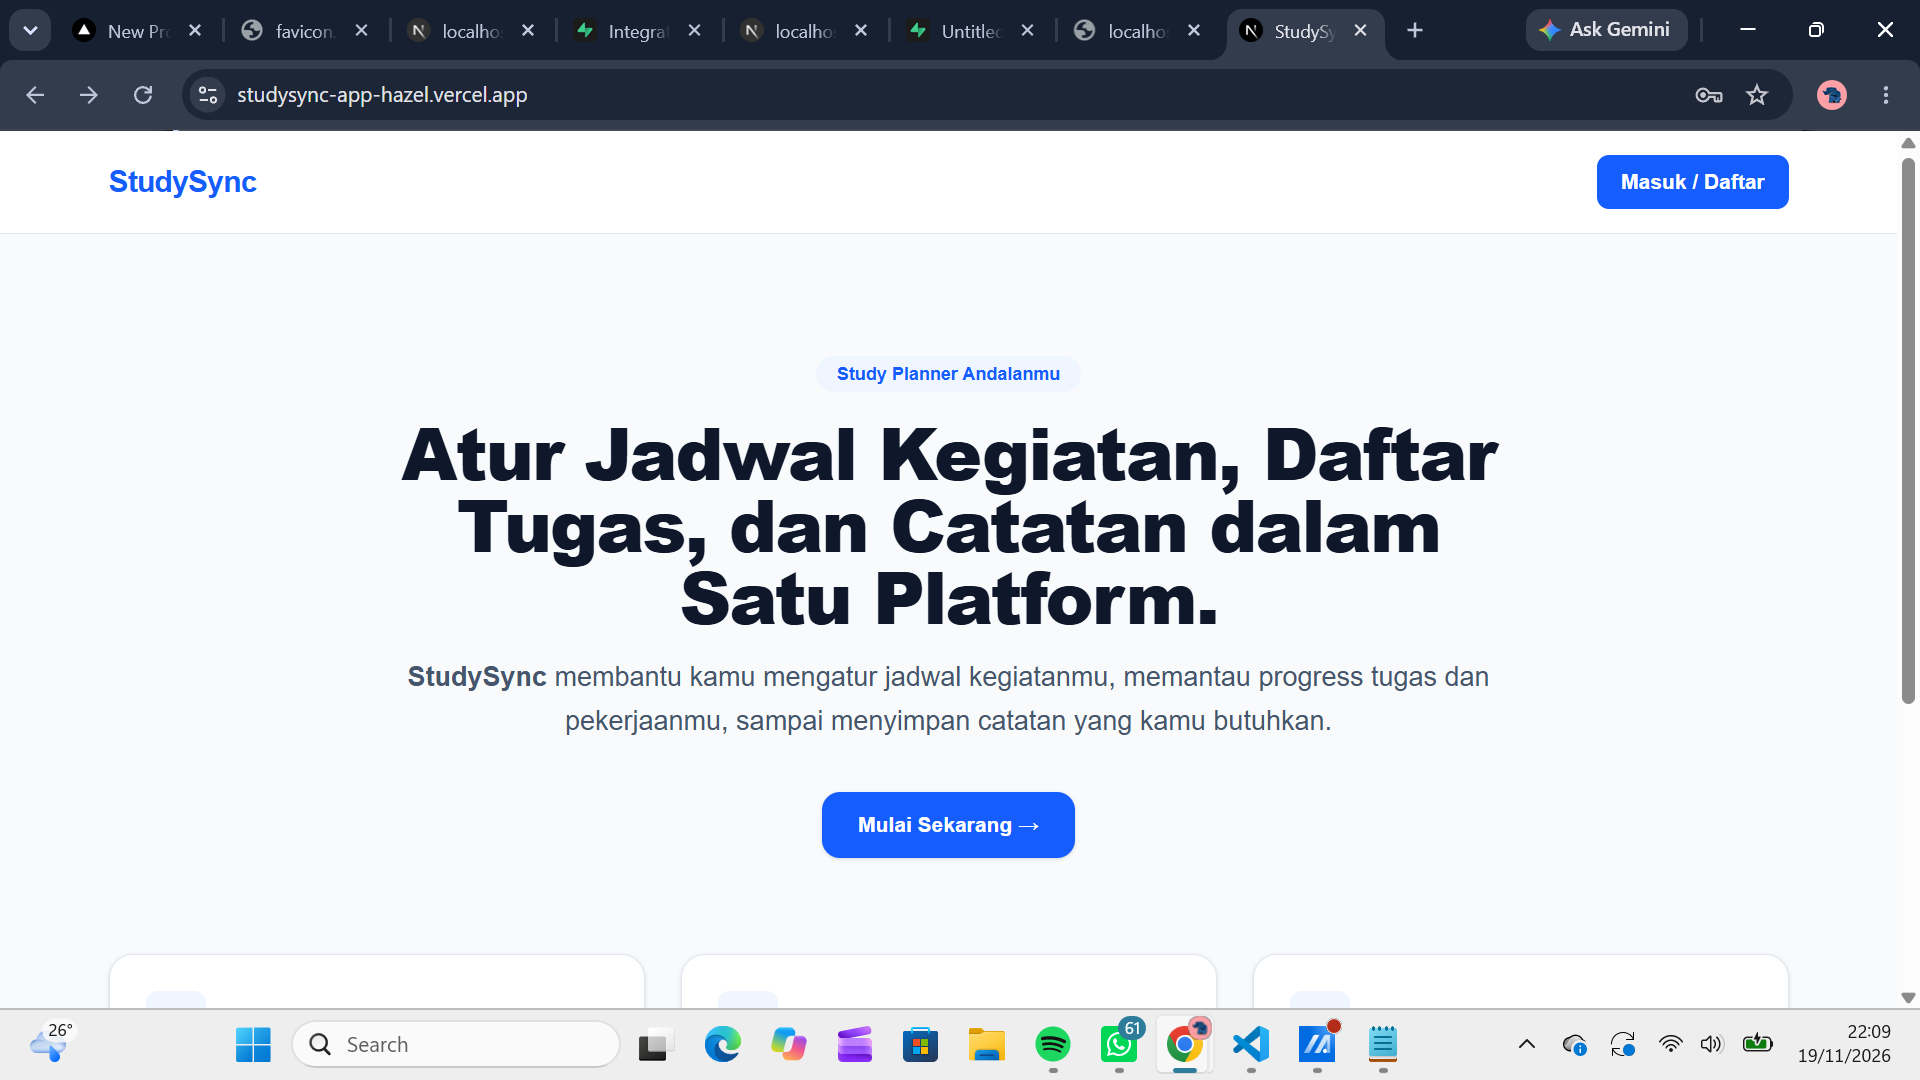 New Pr
favicon.
localho
Integrat
localho
Untitled
localho
StudySy
Ask Gemini
studysync-app-hazel.vercel.app
StudySync
Masuk / Daftar
Study Planner Andalanmu
Atur Jadwal Kegiatan, Daftar
Tugas, dan Catatan dalam
Satu Platform.
StudySync membantu kamu mengatur jadwal kegiatanmu, memantau progress tugas dan
pekerjaanmu, sampai menyimpan catatan yang kamu butuhkan.
Mulai Sekarang →
26°
Search
61
22:09
19/11/2026